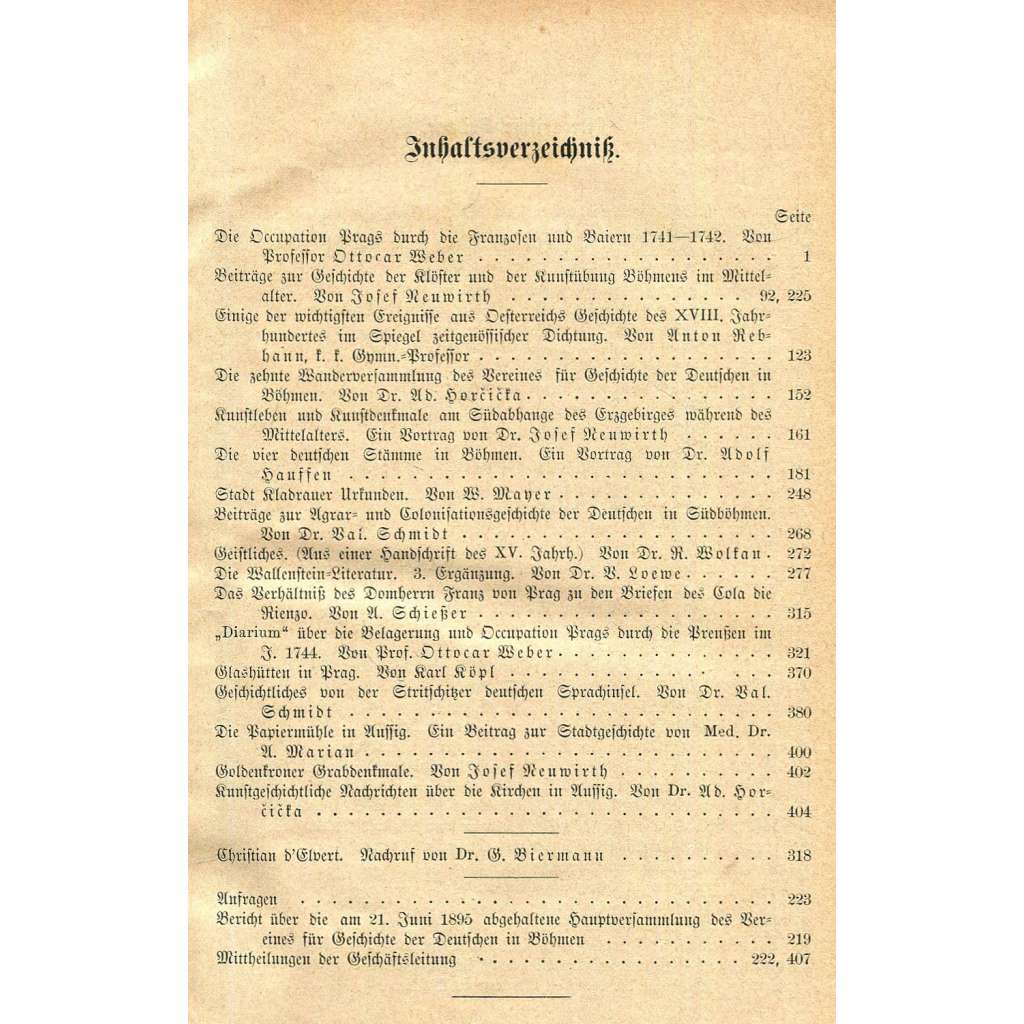 Inhaltsverzeichniß.
Seite
Die Occupation Prags durch die Franzosen und Baiern 1741—1742. Von
Professor Ottocar Weber . . . . . . . . . . . . . . . . . . 1
Beiträge zur Geschichte der Klöster und der Kunstübung Böhmens im Mittel-
alter. Von Josef Neuwirth . . . . . . . . . . . . . . . 92, 225
Einige der wichtigsten Ereignisse aus Oesterreichs Geschichte des XVIII. Jahr-
hundertes im Spiegel zeitgenössischer Dichtung. Von Anton Reb-
hann, k. k. Gymn.-Professor . . . . . . . . . . . . . . . . . 123
Die zehnte Wanderversammlung des Vereines für Geschichte der Deutschen in
Böhmen. Von Dr. Ad. Horčička . . . . . . . . . . . . . . 152
Kunstleben und Kunstdenkmale am Südabhange des Erzgebirges während des
Mittelalters. Ein Vortrag von Dr. Josef Neuwirth . . . . . . 161
Die vier deutschen Stämme in Böhmen. Ein Vortrag von Dr. Adolf
Hauffen . . . . . . . . . . . . . . . . . . . . . . . . 181
Stadt Kladrauer Urkunden. Von W. Mayer . . . . . . . . . . . . 248
Beiträge zur Agrar- und Colonisationsgeschichte der Deutschen in Südböhmen.
Von Dr. Val. Schmidt . . . . . . . . . . . . . . . . . . 268
Geistliches. (Aus einer Handschrift des XV. Jahrh.) Von Dr. R. Wolkan . 272
Die Wallenstein-Literatur. 3. Ergänzung. Von Dr. V. Loewe . . . . . . 277
Das Verhältniß des Domherrn Franz von Prag zu den Briefen des Cola die
Rienzo. Von A. Schießer . . . . . . . . . . . . . . . . . 315
„Diarium“ über die Belagerung und Occupation Prags durch die Preußen im
J. 1744. Von Prof. Ottocar Weber . . . . . . . . . . . . . 321
Glashütten in Prag. Von Karl Köpl . . . . . . . . . . . . . . 370
Geschichtliches von der Stritschitzer deutschen Sprachinsel. Von Dr. Val.
Schmidt . . . . . . . . . . . . . . . . . . . . . . . . 380
Die Papiermühle in Aussig. Ein Beitrag zur Stadtgeschichte von Med. Dr.
A. Marian . . . . . . . . . . . . . . . . . . . . . . . 400
Goldenkroner Grabdenkmale. Von Josef Neuwirth . . . . . . . . . 402
Kunstgeschichtliche Nachrichten über die Kirchen in Aussig. Von Dr. Ad. Hor-
čička . . . . . . . . . . . . . . . . . . . . . . . . . . 404
Christian d'Elvert. Nachruf von Dr. G. Biermann . . . . . . . . . 318
Anfragen . . . . . . . . . . . . . . . . . . . . . . . . . . . 223
Bericht über die am 21. Juni 1895 abgehaltene Hauptversammlung des Ver-
eines für Geschichte der Deutschen in Böhmen . . . . . . . . . . 219
Mittheilungen der Geschäftsleitung . . . . . . . . . . . . . . . 222, 407